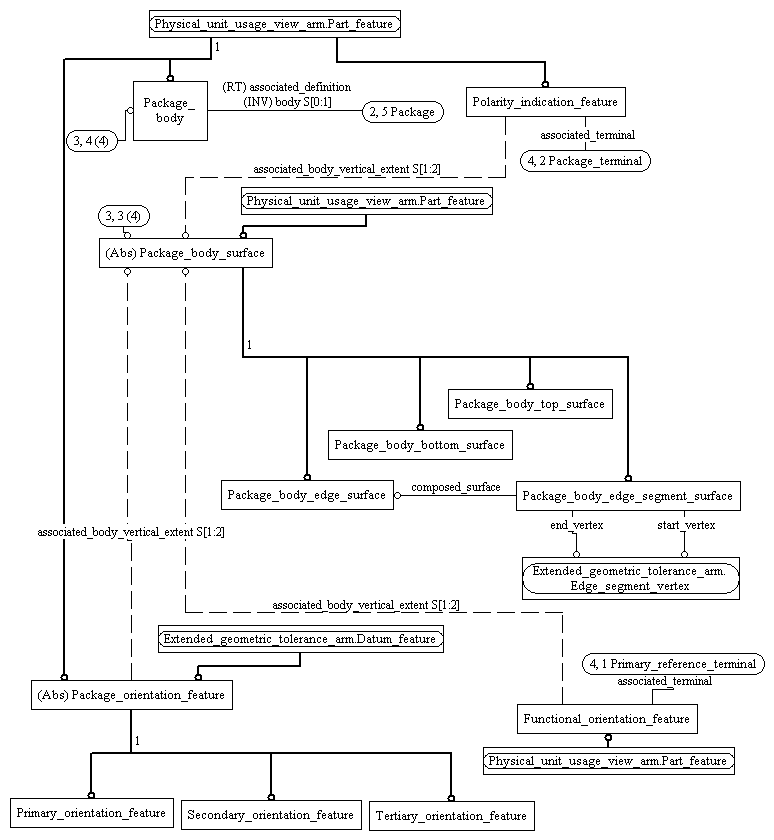 Physical_unit_usage_view_arm.Part_feature
1
Package_
body
(RT) associated_definition
(INV) body S[0:1]
2, 5 Package
3, 4 (4)
Polarity_indication_feature
associated_terminal
4, 2 Package_terminal
associated_body_vertical_extent S[1:2]
Physical_unit_usage_view_arm.Part_feature
3, 3 (4)
(Abs) Package_body_surface
1
Package_body_top_surface
Package_body_bottom_surface
Package_body_edge_surface
composed_surface
Package_body_edge_segment_surface
end_vertex
start_vertex
associated_body_vertical_extent S[1:2]
Extended_geometric_tolerance_arm.
Edge_segment_vertex
associated_body_vertical_extent S[1:2]
Extended_geometric_tolerance_arm.Datum_feature
4, 1 Primary_reference_terminal
associated_terminal
(Abs) Package_orientation_feature
Functional_orientation_feature
1
Physical_unit_usage_view_arm.Part_feature
Primary_orientation_feature
Secondary_orientation_feature
Tertiary_orientation_feature